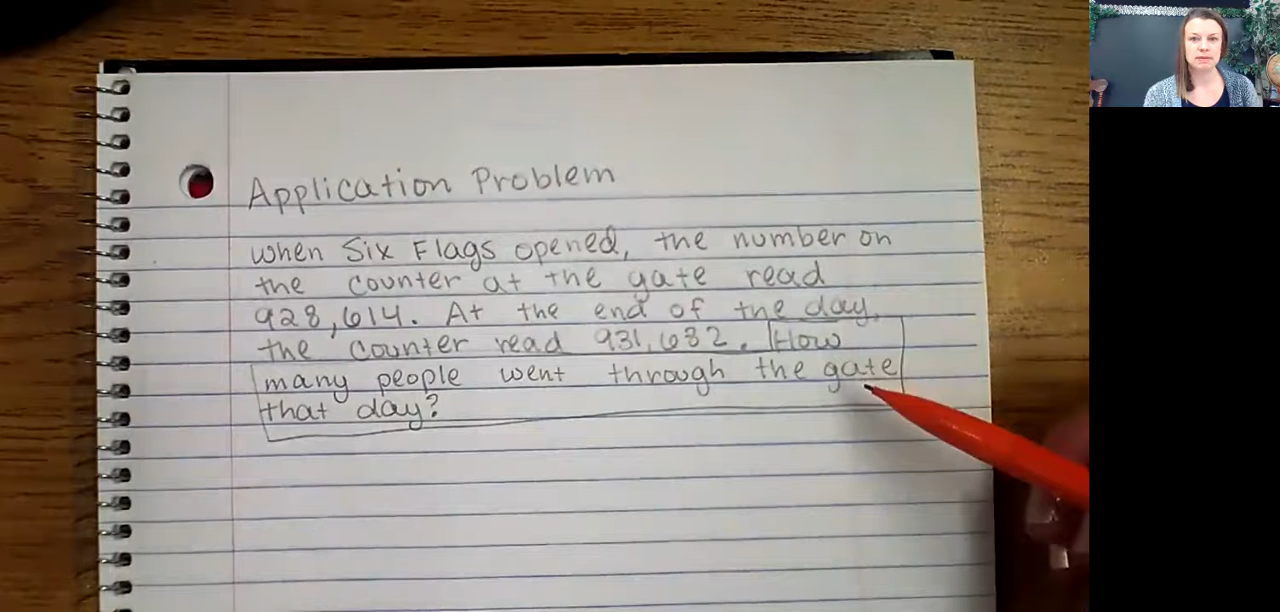 Application Problem
When Six Flags opened, the number on
the counter at the gate read
928,614. At the end of the day,
the counter read 931,682. How
many people went through the gate
that day?